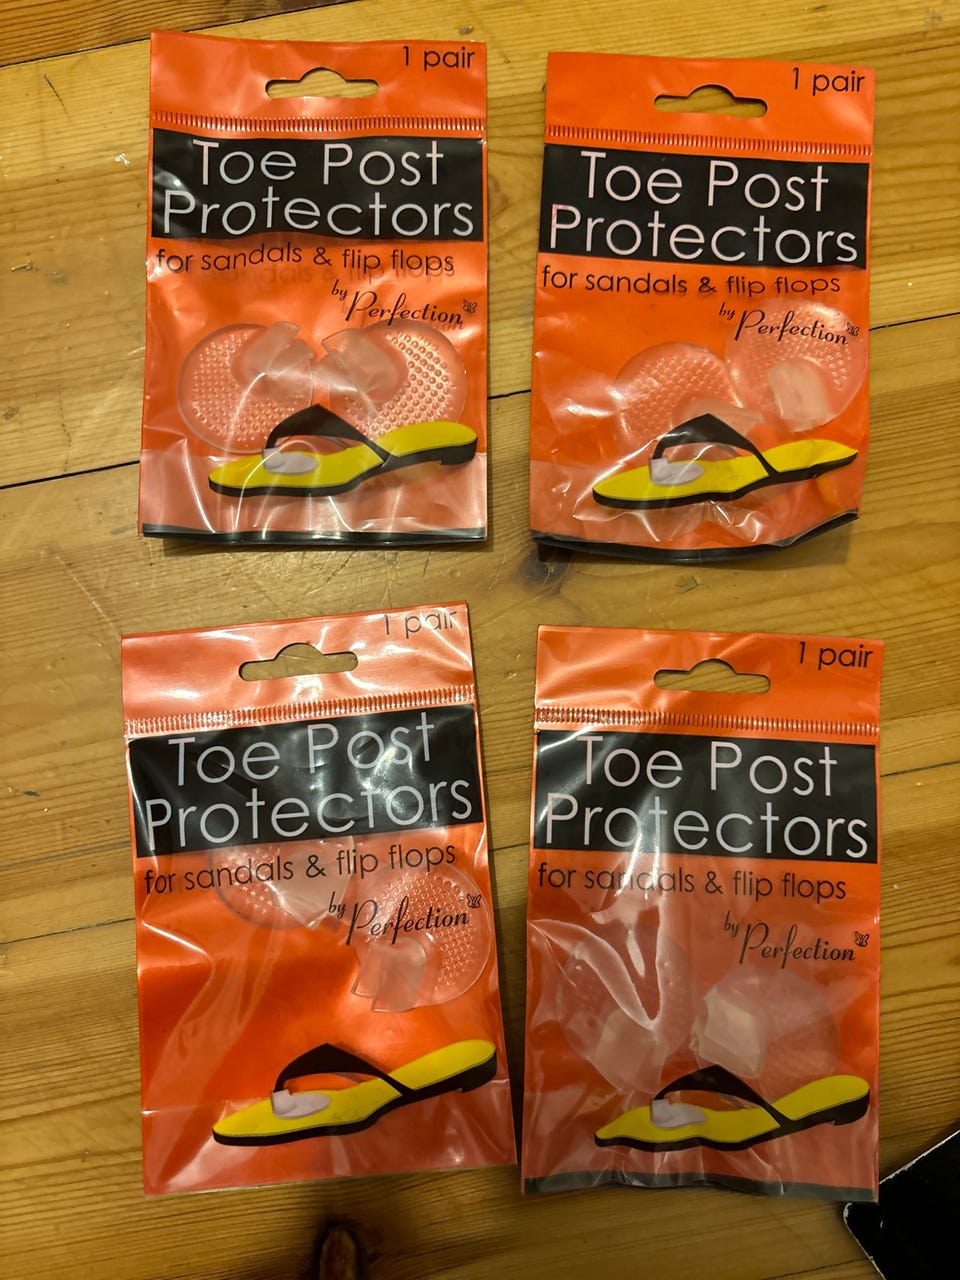 1 pair
Toe Post
Protectors
for sandals & flip flops
by Perfection
1 pair
Toe Post
Protectors
for sandals & flip flops
by Perfection
1 pair
Toe Post
Protectors
for sandals & flip flops
by Perfection
1 pair
Toe Post
Protectors
for sandals & flip flops
by Perfection